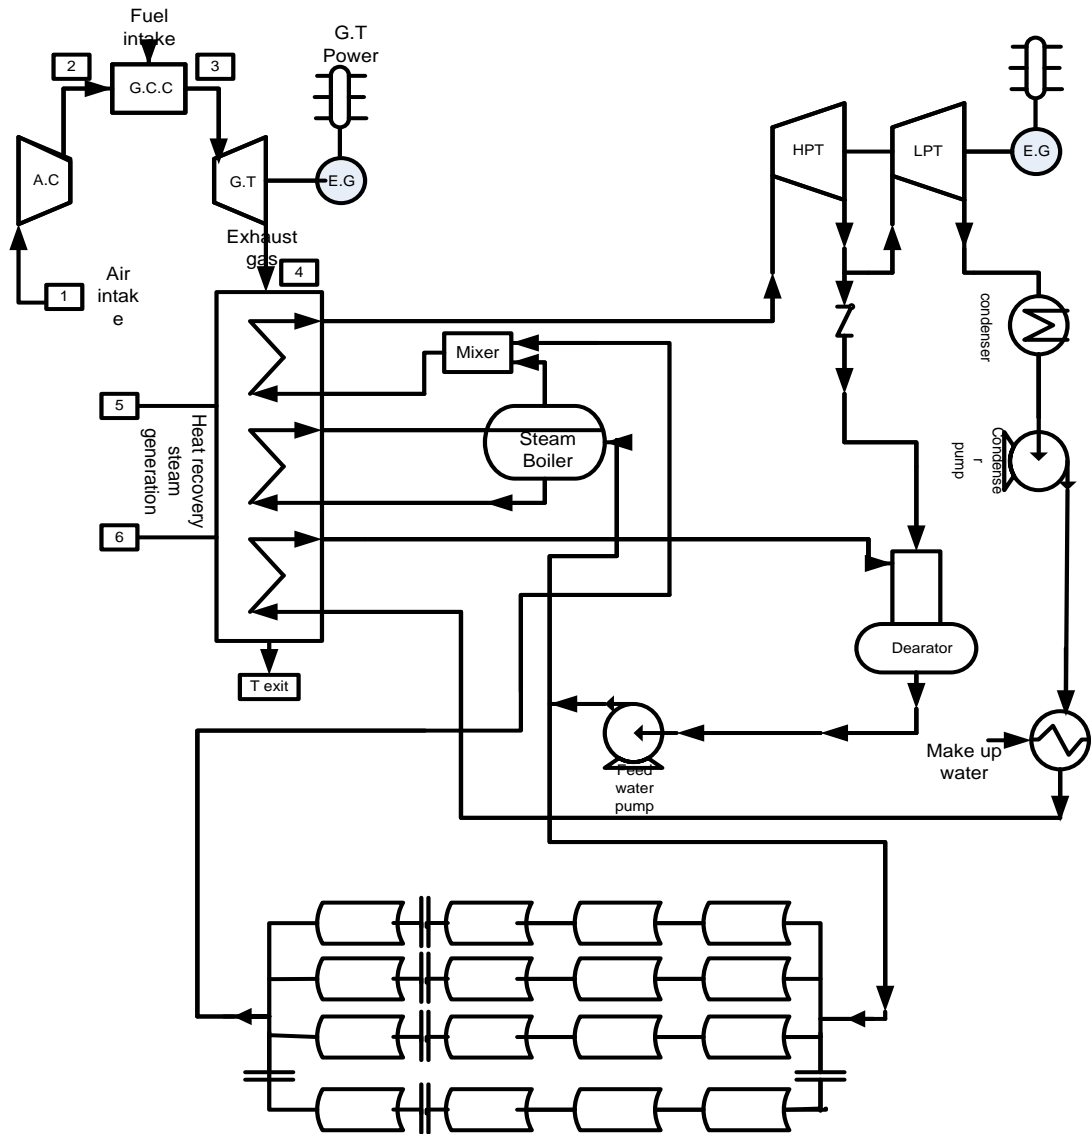 Fuel
intake
G.T
Power
2
G.C.C
3
A.C
G.T
E.G
HPT
LPT
E.G
Exhaust
gas
4
Air
intak
e
1
condenser
Mixer
5
Heat recovery
steam
generation
Steam
Boiler
Condense
r
pump
6
Dearator
T exit
Make up
water
Feed
water
pump